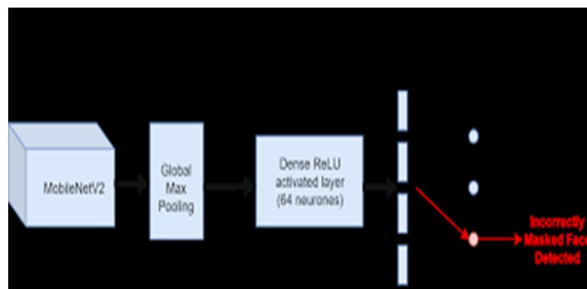 MobileNetV2
Global
Max
Pooling
Dense ReLU
activated layer
(64 neurones)
Incorrectly
Masked Face
Detected